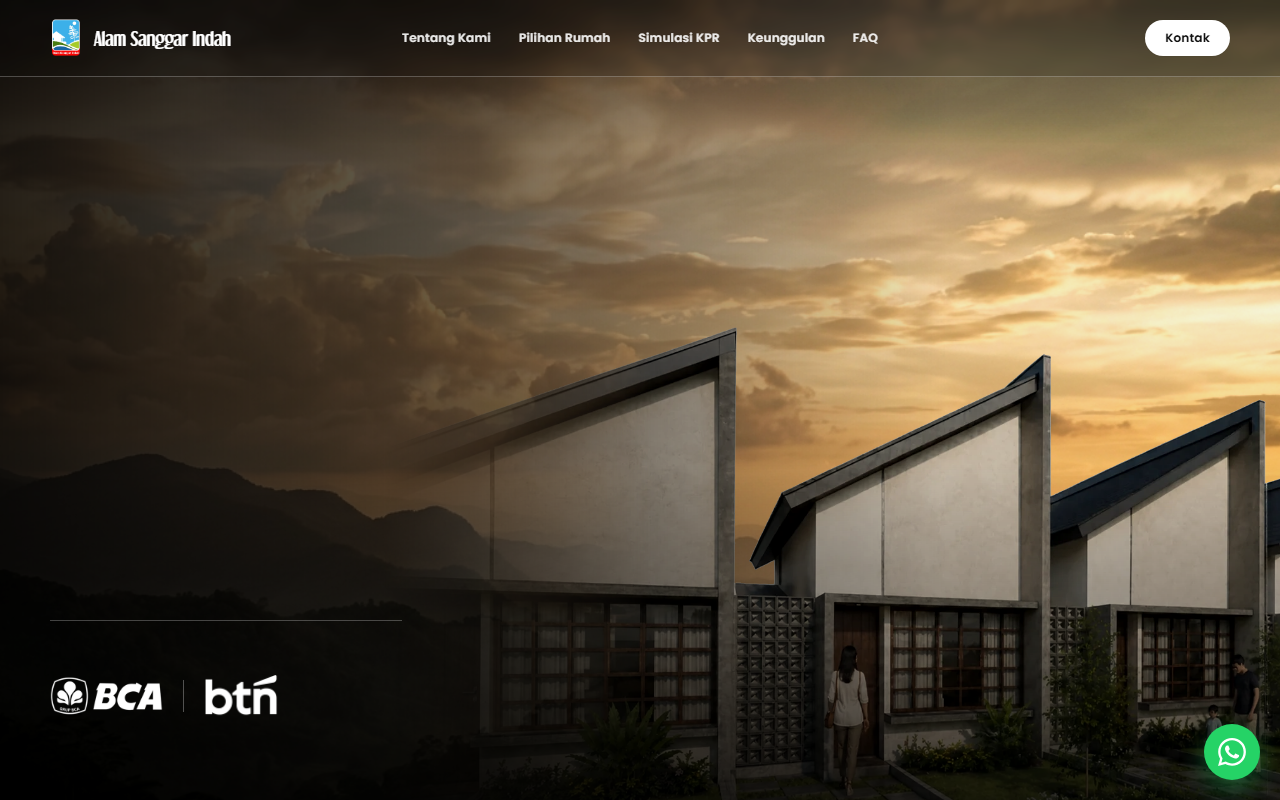 Alam Sanggar Indah
Tentang Kami
Pilihan Rumah
Simulasi KPR
Keunggulan
FAQ
Kontak
BCA
btn